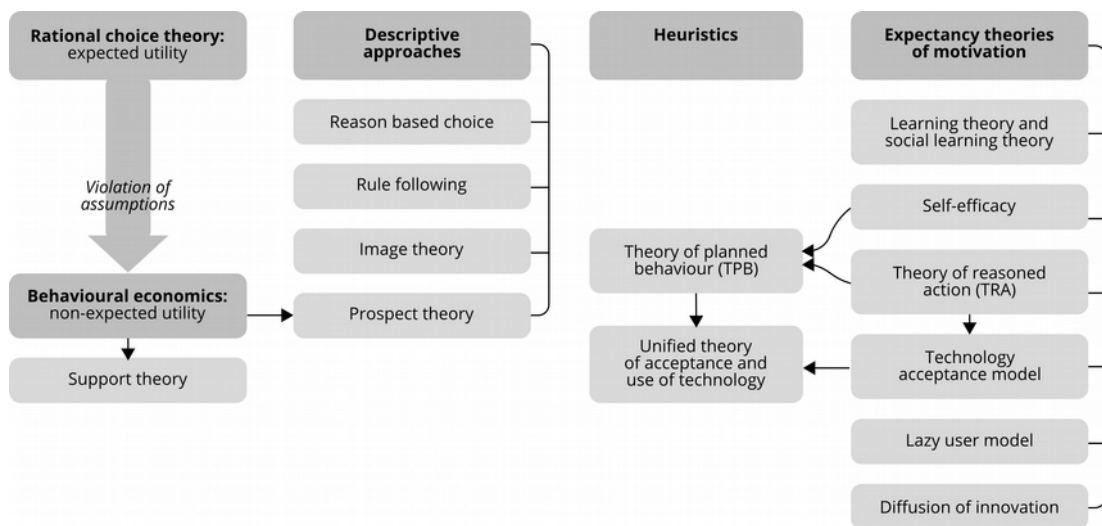 Rational choice theory:
expected utility
Violation of
assumptions
Behavioural economics:
non-expected utility
Support theory
Descriptive
approaches
Reason based choice
Rule following
Image theory
Prospect theory
Heuristics
Theory of planned
behaviour (TPB)
Unified theory
of acceptance and
use of technology
Expectancy theories
of motivation
Learning theory and
social learning theory
Self-efficacy
Theory of reasoned
action (TRA)
Technology
acceptance model
Lazy user model
Diffusion of innovation